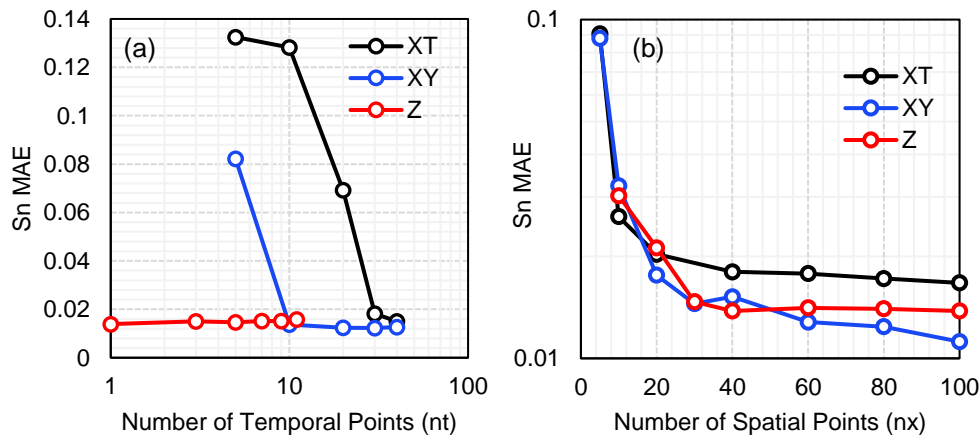 0.14
0.12
0.1
0.08
0.06
0.04
0.02
0
Sn MAE
(a)
XT
XY
Z
1
10
100
Number of Temporal Points (nt)
0.1
0.01
Sn MAE
(b)
XT
XY
Z
0
20
40
60
80
100
Number of Spatial Points (nx)